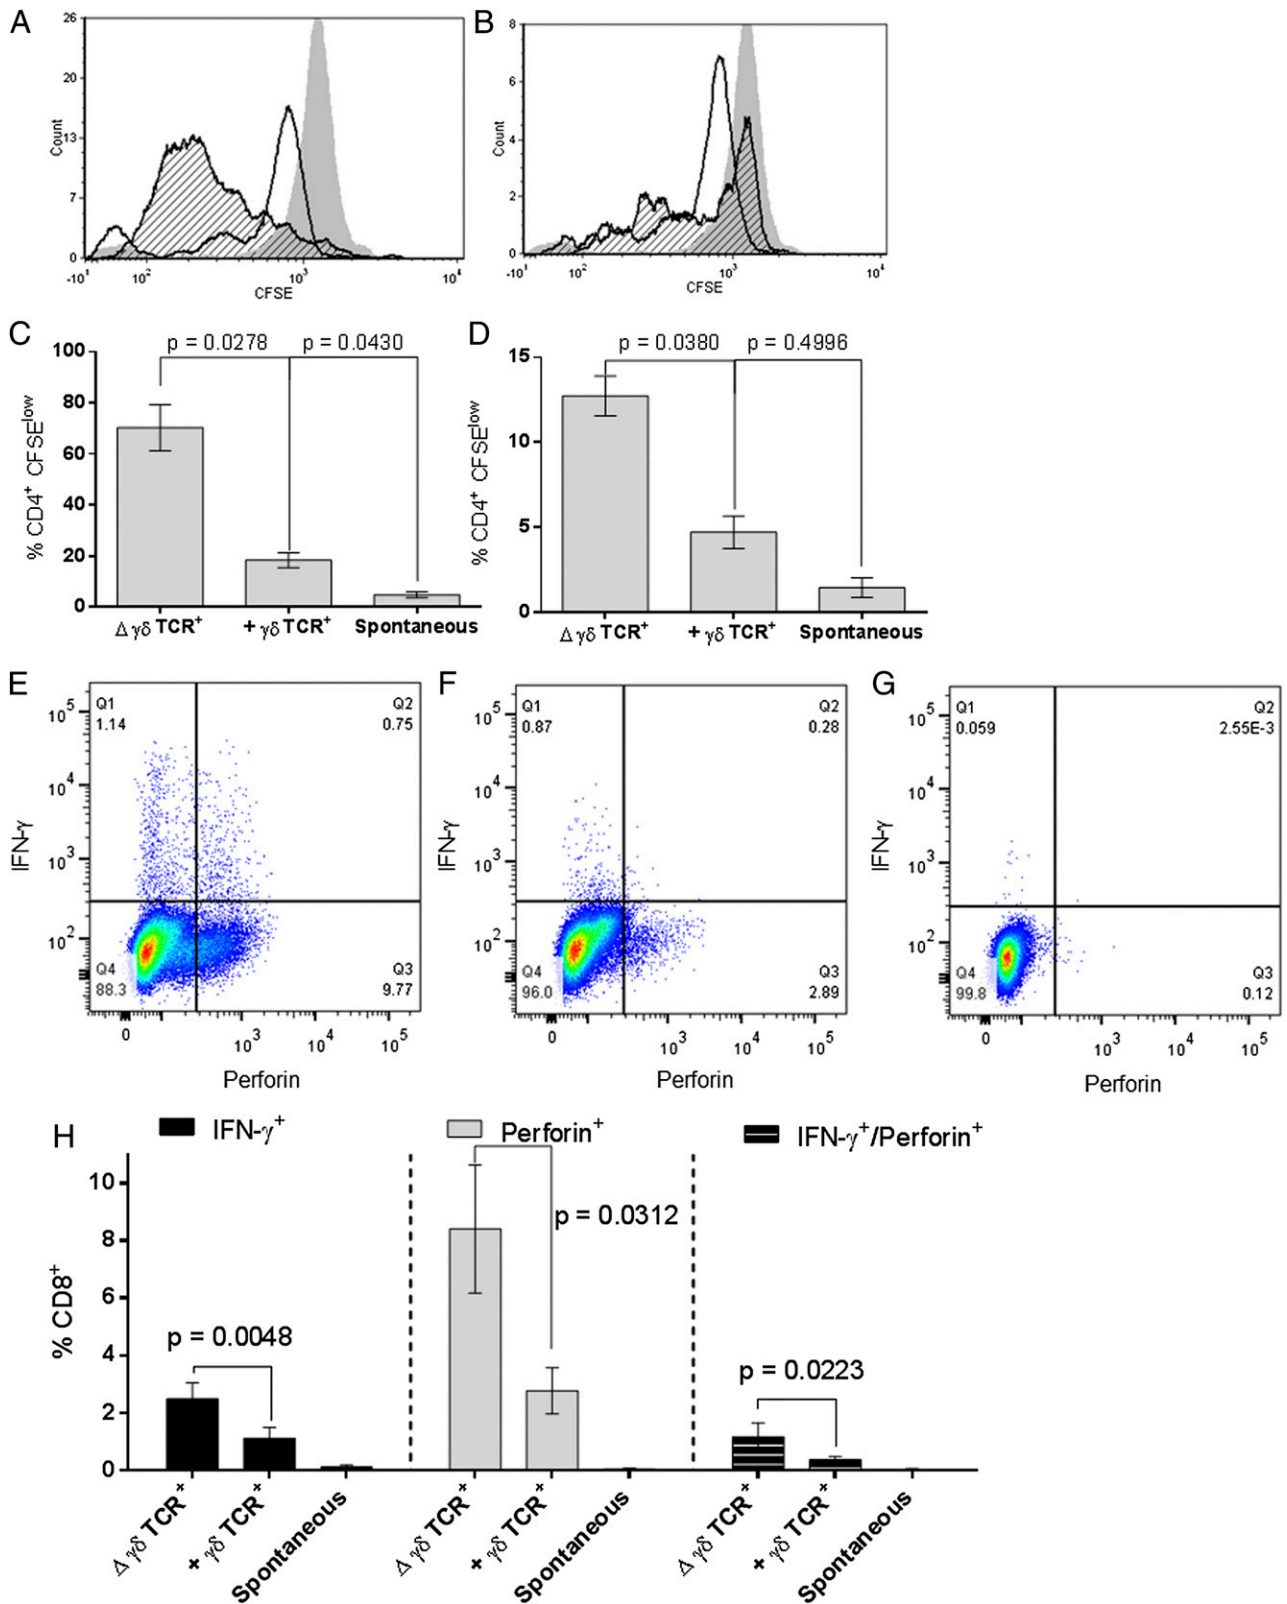 A
26
20
13
7
0
Count
-10¹
10²
10³
10⁴
CFSE
B
8
6
4
2
0
Count
-10¹
10²
10³
10⁴
CFSE
C
p = 0.0278
p = 0.0430
100
80
60
40
20
0
% CD4⁺ CFSEˡᵒʷ
Δ γδ TCR⁺
+ γδ TCR⁺
Spontaneous
D
p = 0.0380
p = 0.4996
15
10
5
0
% CD4⁺ CFSEˡᵒʷ
Δ γδ TCR⁺
+ γδ TCR⁺
Spontaneous
E
Q1
1.14
Q2
0.75
Q4
88.3
Q3
9.77
10⁵
10⁴
10³
10²
IFN-γ
0
10³
10⁴
10⁵
Perforin
F
Q1
0.87
Q2
0.28
Q4
96.0
Q3
2.89
10⁵
10⁴
10³
10²
IFN-γ
0
10³
10⁴
10⁵
Perforin
G
Q1
0.059
Q2
2.55E-3
Q4
99.8
Q3
0.12
10⁵
10⁴
10³
10²
IFN-γ
0
10³
10⁴
10⁵
Perforin
H
IFN-γ⁺
Perforin⁺
IFN-γ⁺/Perforin⁺
10
8
6
4
2
0
% CD8⁺
p = 0.0048
p = 0.0312
p = 0.0223
Δ γδ TCR⁺
+ γδ TCR⁺
Spontaneous
Δ γδ TCR⁺
+ γδ TCR⁺
Spontaneous
Δ γδ TCR⁺
+ γδ TCR⁺
Spontaneous